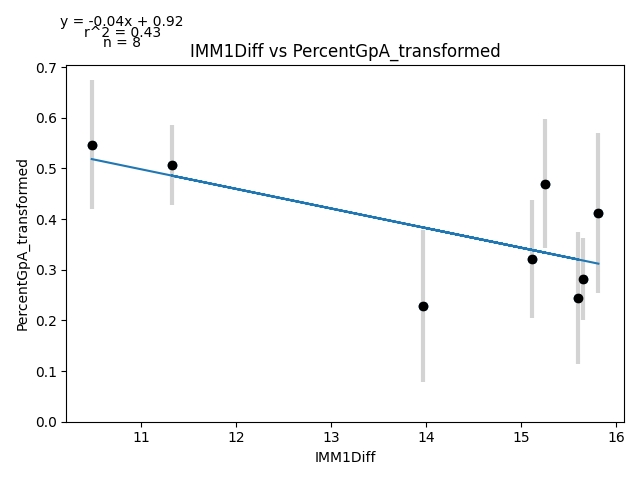 y = -0.04x + 0.92
r^2 = 0.43
n = 8
IMM1Diff vs PercentGpA_transformed
PercentGpA_transformed
0.7
0.6
0.5
0.4
0.3
0.2
0.1
0.0
11 12 13 14 15 16
IMM1Diff